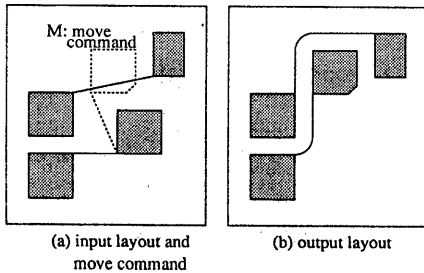 M: move
command
(a) input layout and
move command
(b) output layout